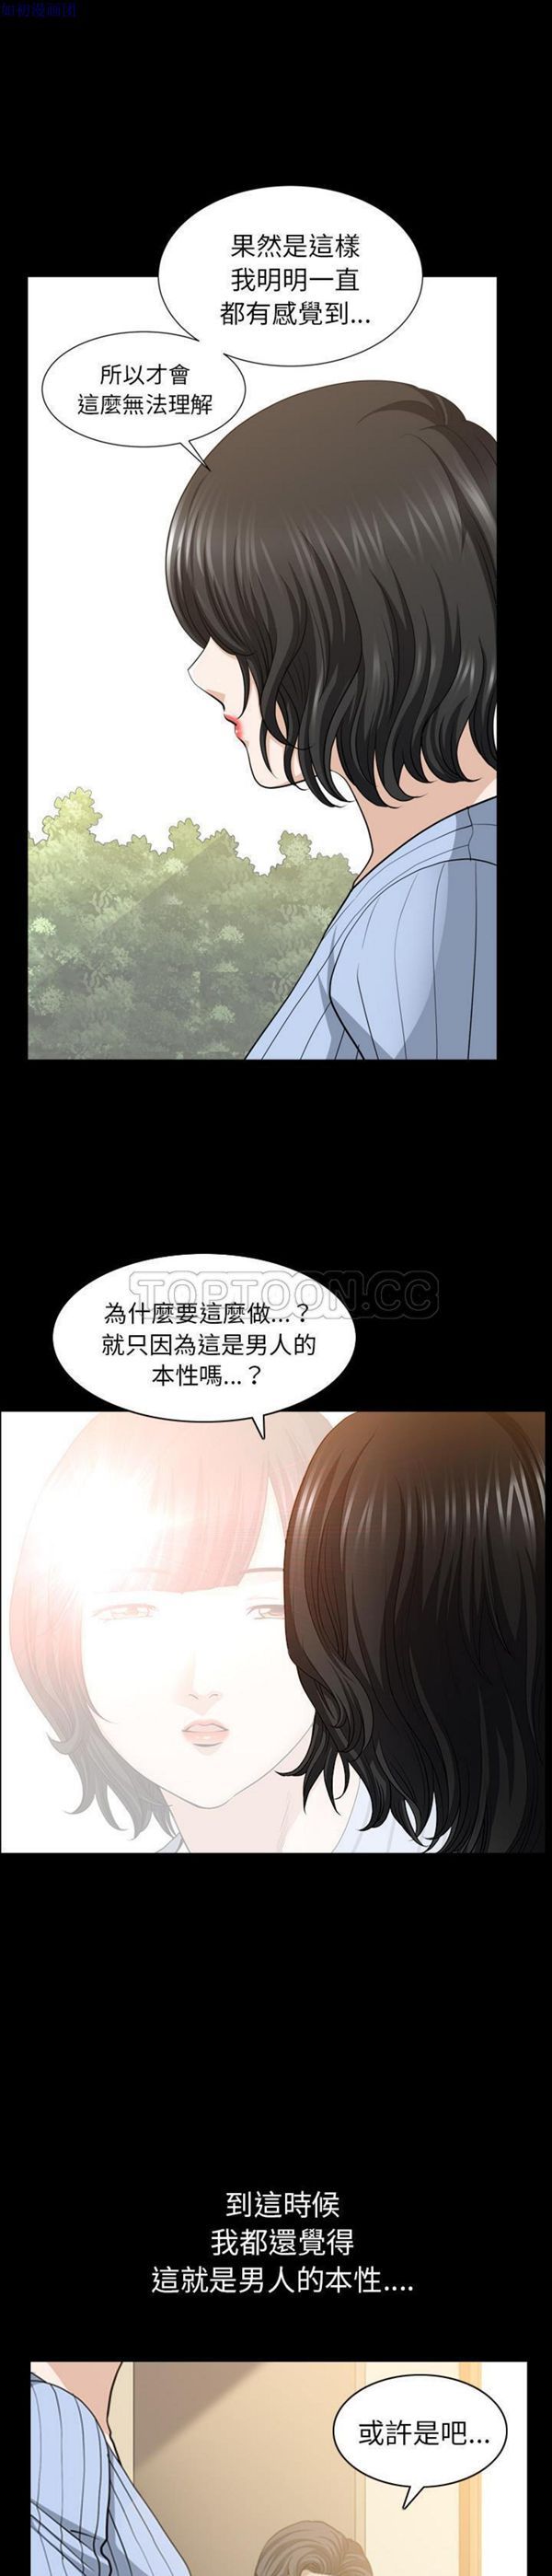 果然是這樣
我明明一直
都有感覺到...
所以才會
這麼無法理解
TOPTOON.CC
為什麼要這麼做...？
就只因為這是男人的
本性嗎...？
到這時候
我都還覺得
這就是男人的本性....
或許是吧...